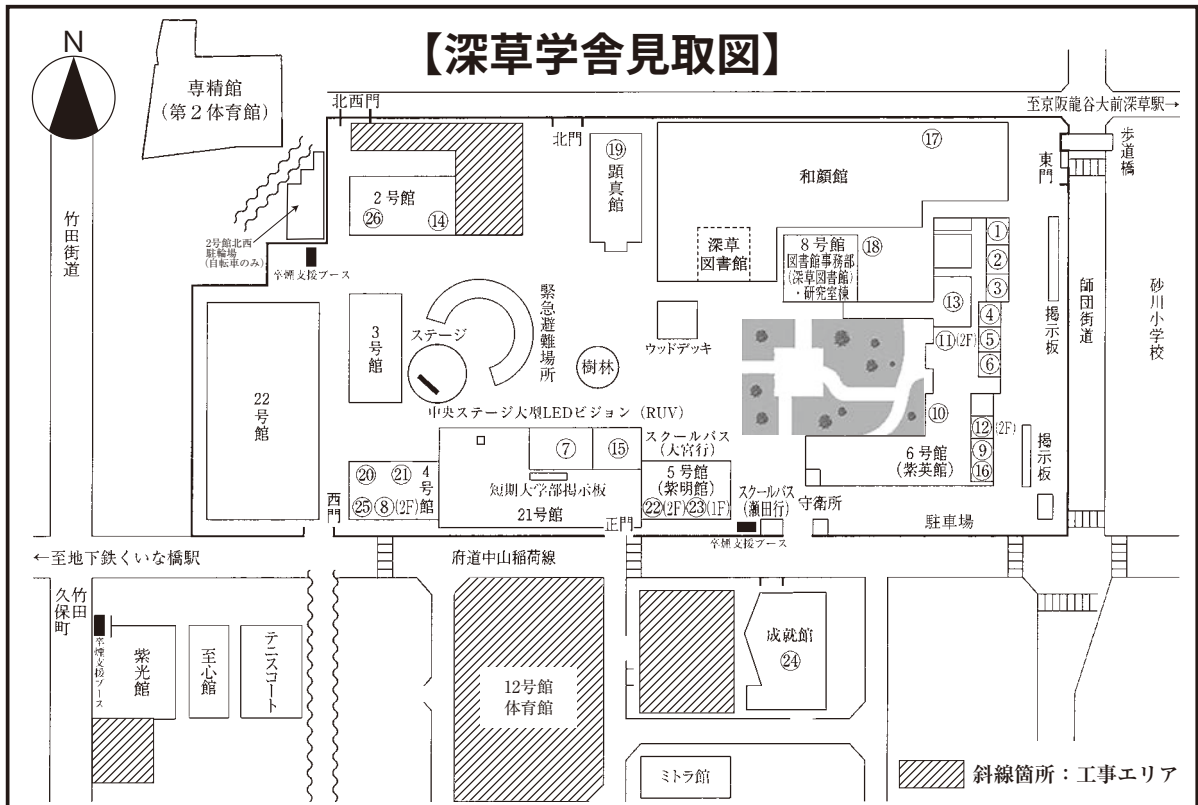 【深草学舎見取図】
N
専精館
(第２体育館)
北西門
北門
至京阪龍谷大前深草駅→
歩道橋
東門
⑰
⑲
顕真館
和顔館
2号館
㉖
⑭
竹田街道
2号館北西
駐輪場
(自転車のみ)
卒煙支援ブース
深草
図書館
8号館
図書館事務部
(深草図書館)
・研究室棟
⑱
①
②
③
④
⑤
⑥
⑬
⑪(2F)
掲示板
師団街道
砂川小学校
3号館
ステージ
緊急避難場所
樹林
ウッドデッキ
22号館
中央ステージ大型LEDビジョン（RUV）
⑩
⑫(2F)
⑨
⑯
6号館
(紫英館)
掲示板
⑦
⑮
スクールバス
(大宮行)
⑳
㉑
4号館
㉕
⑧(2F)
短期大学部掲示板
21号館
5号館
(紫明館)
㉒(2F)㉓(1F)
スクールバス
(瀬田行)
守衛所
駐車場
西門
正門
卒煙支援ブース
←至地下鉄くいな橋駅
府道中山稲荷線
竹田
久保町
卒煙支援ブース
紫光館
至心館
テニスコート
12号館
体育館
成就館
㉔
ミトラ館
斜線箇所：工事エリア